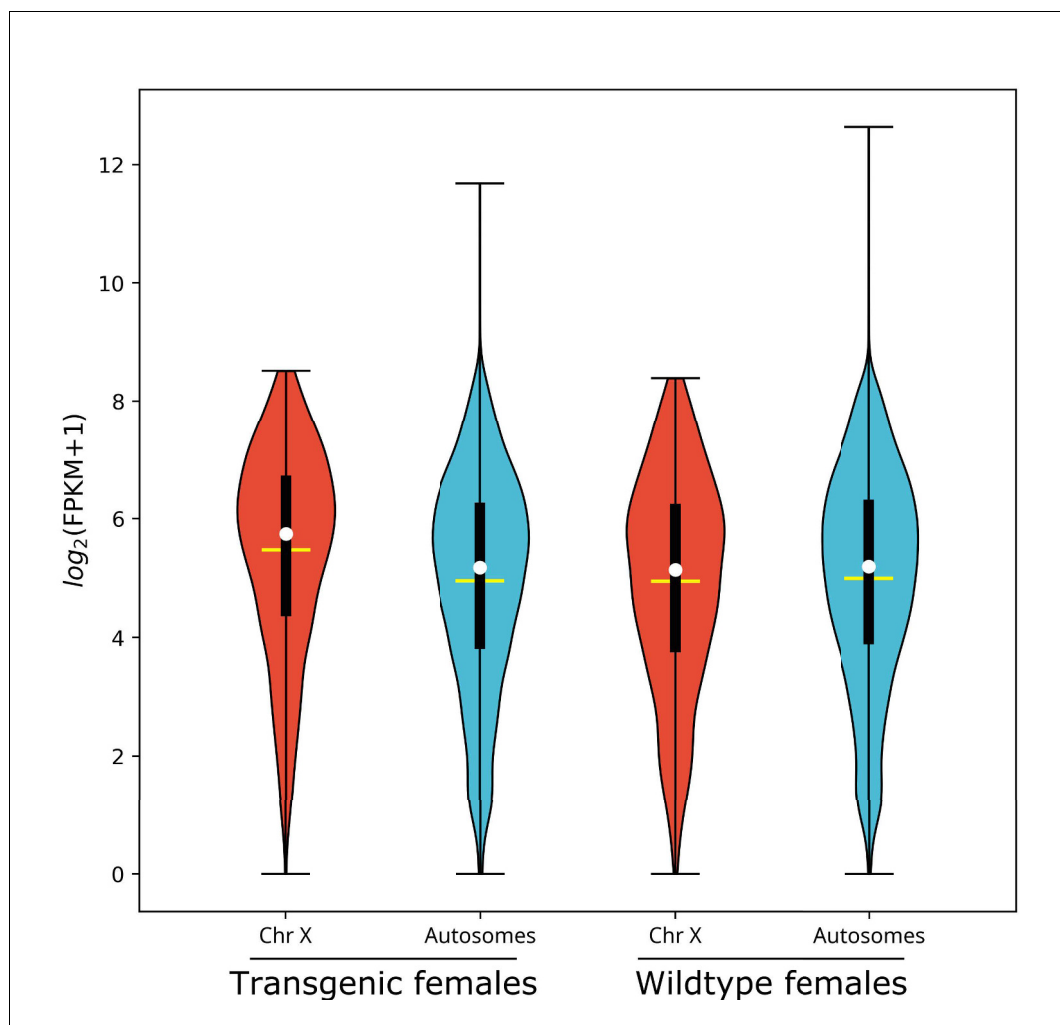 12
10
8
6
4
2
0
log2(FPKM+1)
Chr X Autosomes Chr X Autosomes
Transgenic females Wildtype females